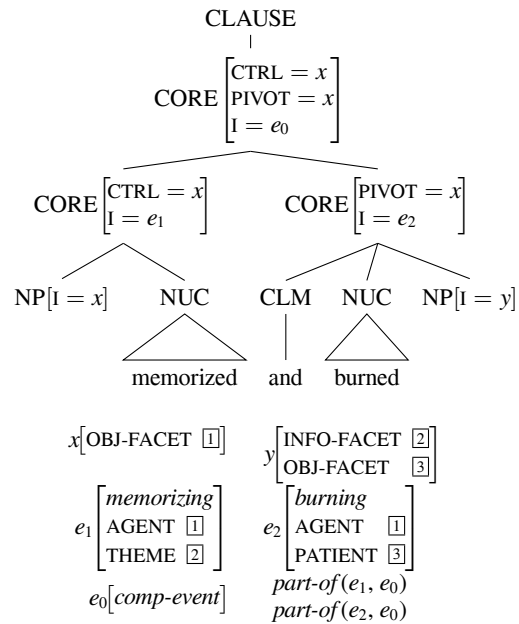 CLAUSE
CORE [CTRL = x
PIVOT = x
I = e₀]
CORE [CTRL = x
I = e₁] CORE [PIVOT = x
I = e₂]
NP[I = x] NUC CLM NUC NP[I = y]
memorized and burned
x[OBJ-FACET 1] y[INFO-FACET 2
OBJ-FACET 3]
e₁[memorizing
AGENT 1
THEME 2] e₂[burning
AGENT 1
PATIENT 3]
e₀[comp-event] part-of(e₁, e₀)
part-of(e₂, e₀)